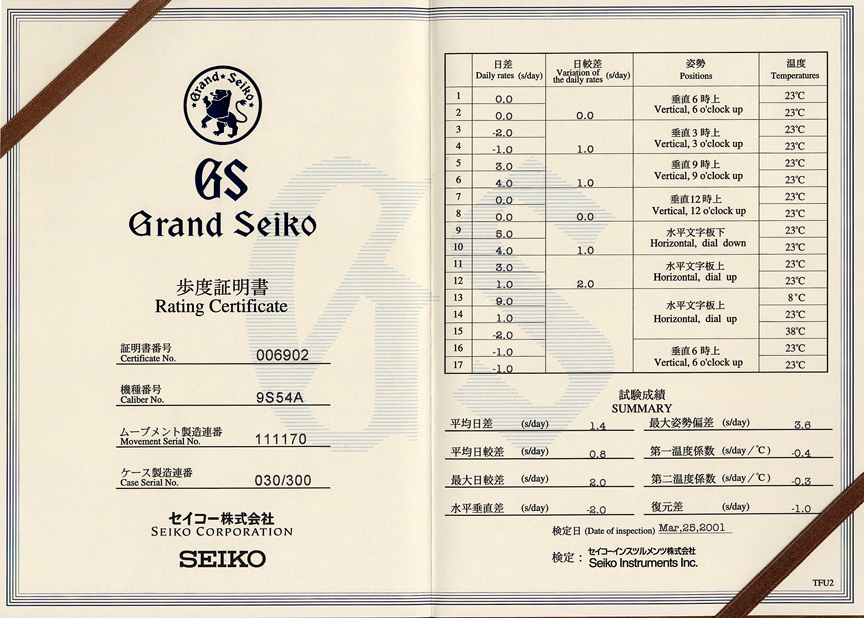 Grand Seiko
GS
Grand Seiko
歩度証明書
Rating Certificate
証明書番号
Certificate No. 006902
機種番号
Caliber No. 9S54A
ムーブメント製造連番
Movement Serial No. 111170
ケース製造連番
Case Serial No. 030/300
セイコー株式会社
SEIKO CORPORATION
SEIKO
日差 日較差 姿勢 温度
Daily rates (s/day) Variation of the daily rates (s/day) Positions Temperatures
1 0.0 垂直6時上 23℃
2 0.0 0.0 Vertical, 6 o'clock up 23℃
3 -2.0 垂直3時上 23℃
4 -1.0 1.0 Vertical, 3 o'clock up 23℃
5 3.0 垂直9時上 23℃
6 4.0 1.0 Vertical, 9 o'clock up 23℃
7 0.0 垂直12時上 23℃
8 0.0 0.0 Vertical, 12 o'clock up 23℃
9 5.0 水平文字板下 23℃
10 4.0 1.0 Horizontal, dial down 23℃
11 3.0 水平文字板上 23℃
12 1.0 2.0 Horizontal, dial up 23℃
13 9.0 水平文字板上 8℃
14 1.0 Horizontal, dial up 23℃
15 -2.0 38℃
16 -1.0 垂直6時上 23℃
17 -1.0 Vertical, 6 o'clock up 23℃
試験成績
SUMMARY
平均日差 (s/day) 1.4 最大姿勢偏差 (s/day) 3.6
平均日較差 (s/day) 0.8 第一温度係数 (s/day/℃) -0.4
最大日較差 (s/day) 2.0 第二温度係数 (s/day/℃) -0.3
水平垂直差 (s/day) -2.0 復元差 (s/day) -1.0
検定日 (Date of inspection) Mar,25,2001
検定: セイコーインスツルメンツ株式会社
Seiko Instruments Inc.
TFU2